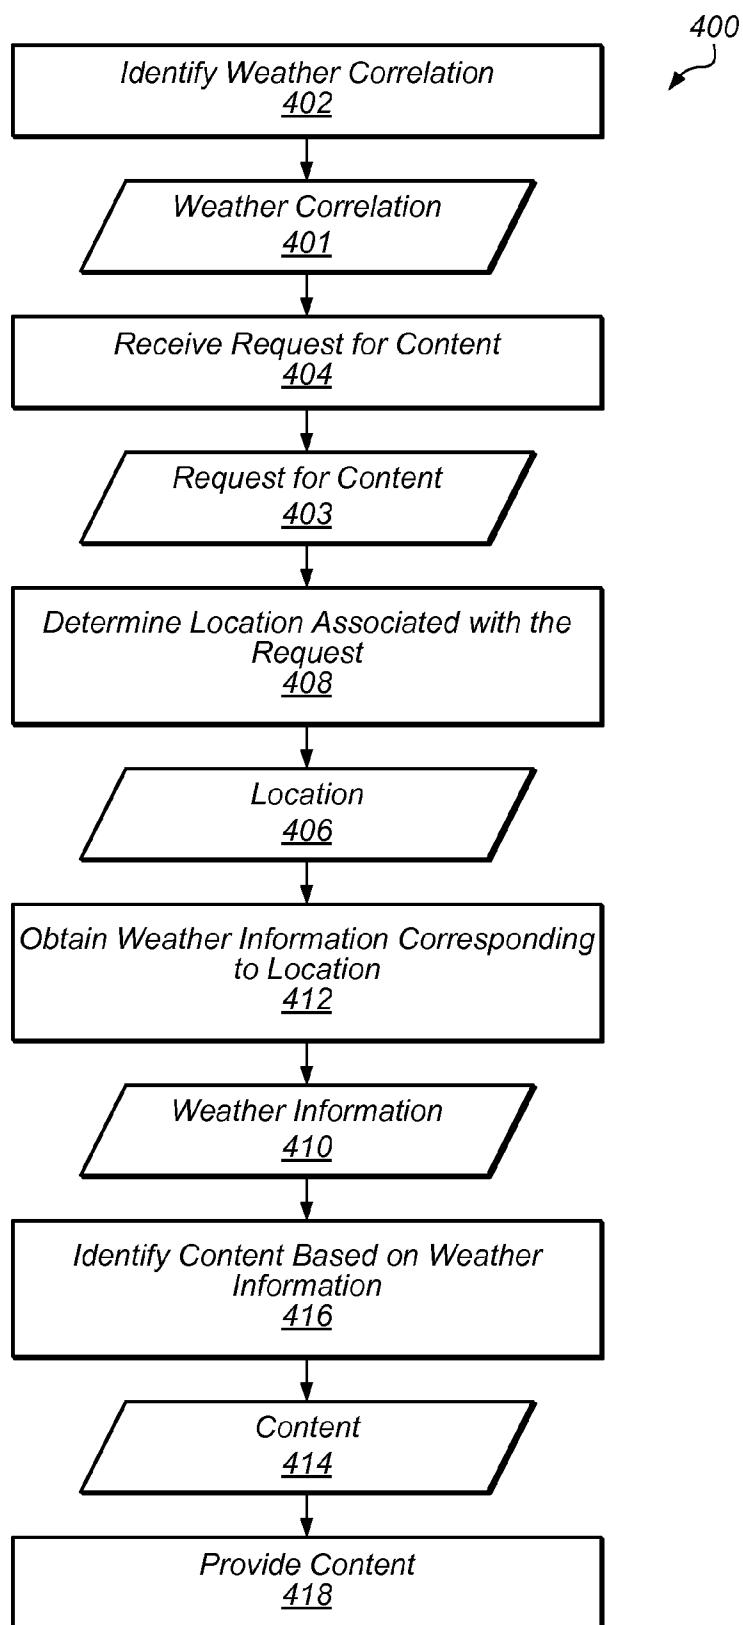 400
Identify Weather Correlation
402
Weather Correlation
401
Receive Request for Content
404
Request for Content
403
Determine Location Associated with the
Request
408
Location
406
Obtain Weather Information Corresponding
to Location
412
Weather Information
410
Identify Content Based on Weather
Information
416
Content
414
Provide Content
418